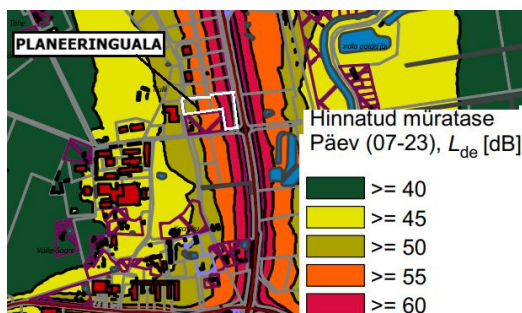 PLANEERINGUALA
Hinnatud müratase
Päev (07-23), Lde [dB]
>= 40
>= 45
>= 50
>= 55
>= 60